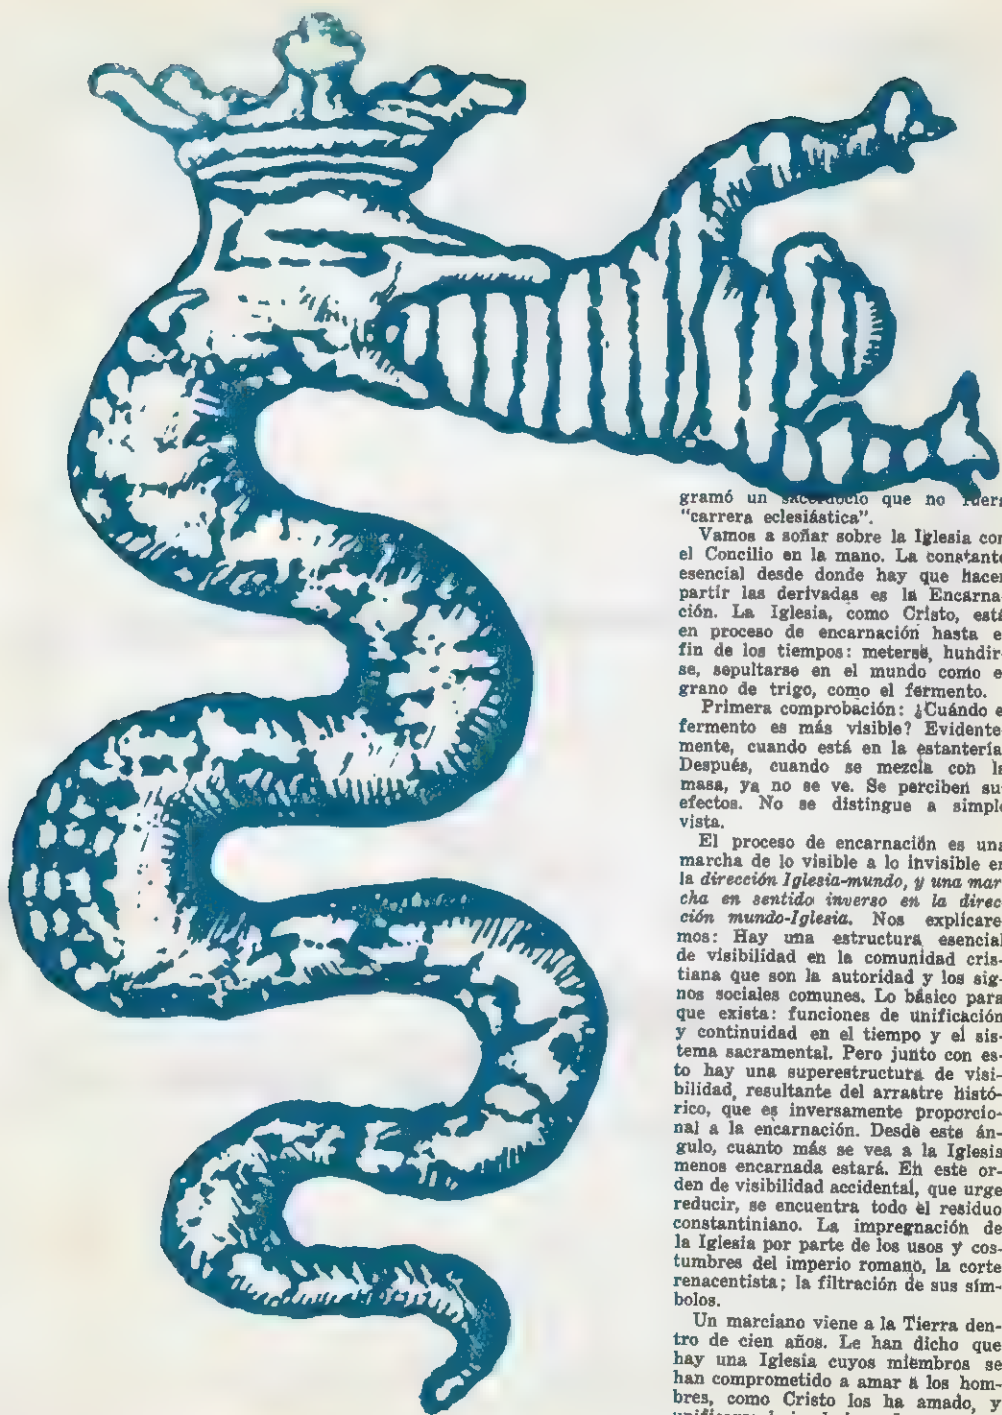 gramó un sacerdocio que no fuer
"carrera eclesiástica".
Vamos a soñar sobre la Iglesia con
el Concilio en la mano. La constante
esencial desde donde hay que hacer
partir las derivadas es la Encarna-
ción. La Iglesia, como Cristo, está
en proceso de encarnación hasta e
fin de los tiempos: meterse, hundir-
se, sepultarse en el mundo como e
grano de trigo, como el fermento.
Primera comprobación: ¿Cuándo e
fermento es más visible? Evidente-
mente, cuando está en la estantería
Después, cuando se mezcla con la
masa, ya no se ve. Se perciben su
efectos. No se distingue a simple
vista.
El proceso de encarnación es una
marcha de lo visible a lo invisible en
la dirección Iglesia-mundo, y una mar
cha en sentido inverso en la direc
ción mundo-Iglesia. Nos explicare-
mos: Hay una estructura esencial
de visibilidad en la comunidad cris-
tiana que son la autoridad y los sig-
nos sociales comunes. Lo básico para
que exista: funciones de unificación
y continuidad en el tiempo y el sis-
tema sacramental. Pero junto con es-
to hay una superestructura de visi-
bilidad, resultante del arrastre histó-
rico, que es inversamente proporcio-
nal a la encarnación. Desde este án-
gulo, cuanto más se vea a la Iglesia
menos encarnada estará. En este or-
den de visibilidad accidental, que urge
reducir, se encuentra todo el residuo
constantiniano. La impregnación de
la Iglesia por parte de los usos y cos-
tumbres del imperio romano, la corte
renacentista; la filtración de sus sím-
bolos.
Un marciano viene a la Tierra den-
tro de cien años. Le han dicho que
hay una Iglesia cuyos miembros se
han comprometido a amar a los hom-
bres, como Cristo los ha amado, y